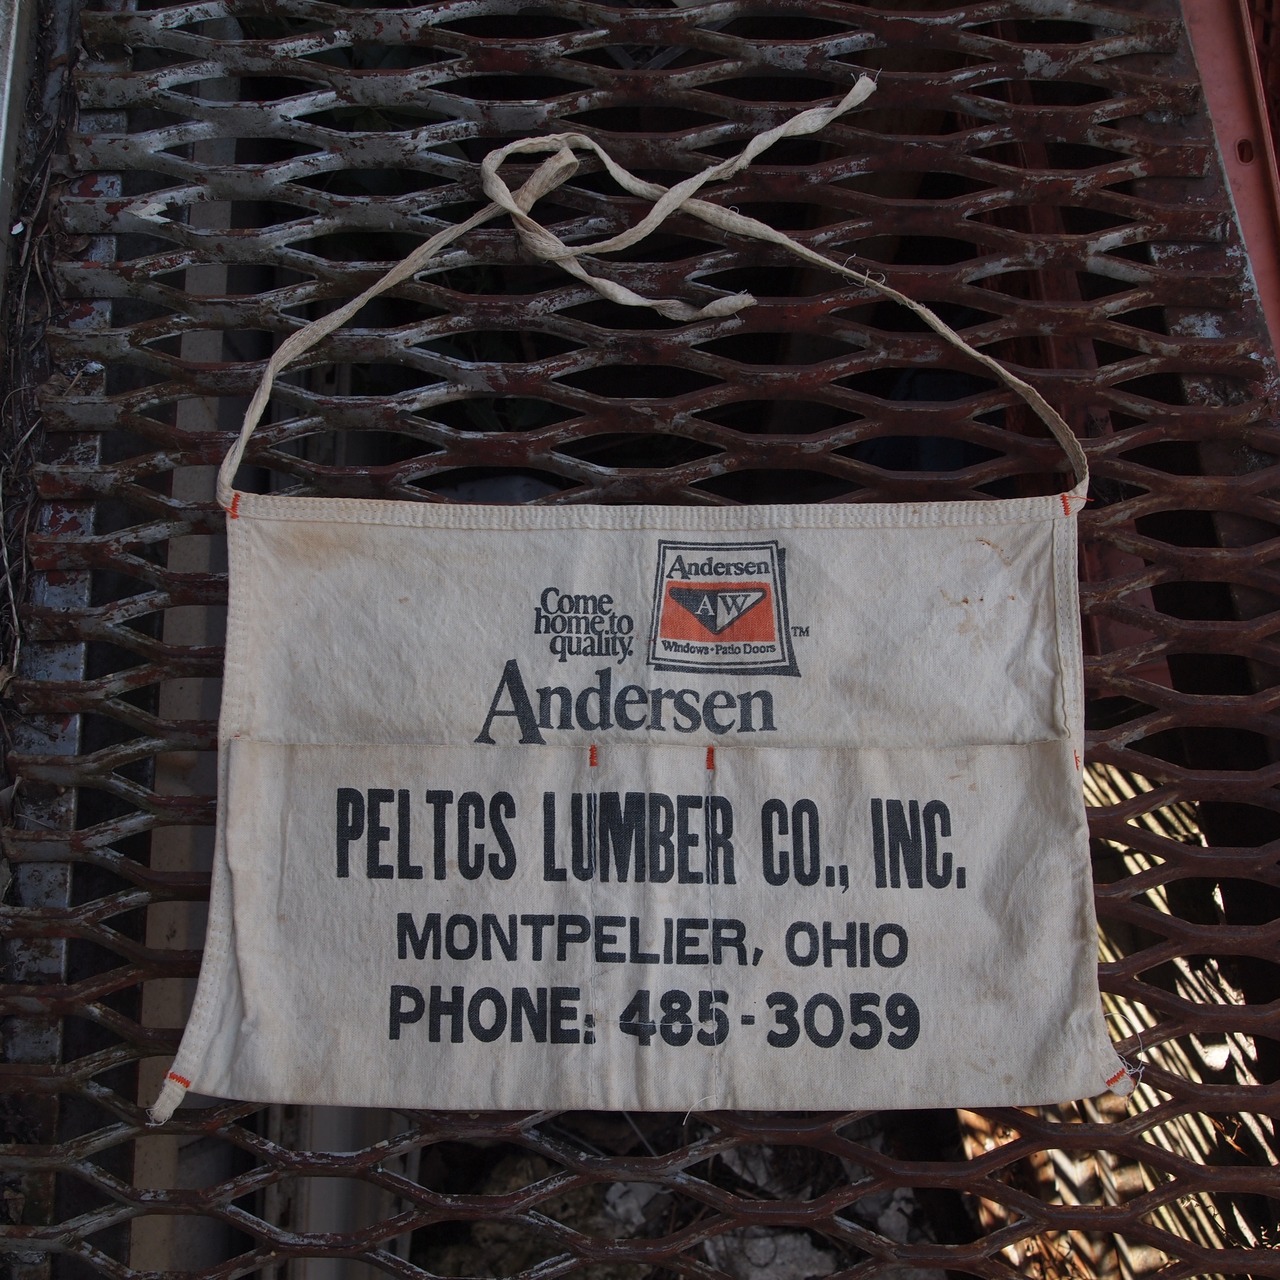 Come
home to
quality.
Andersen
Andersen
AW
Windows • Patio Doors
TM
PELTCS LUMBER CO., INC.
MONTPELIER, OHIO
PHONE: 485-3059